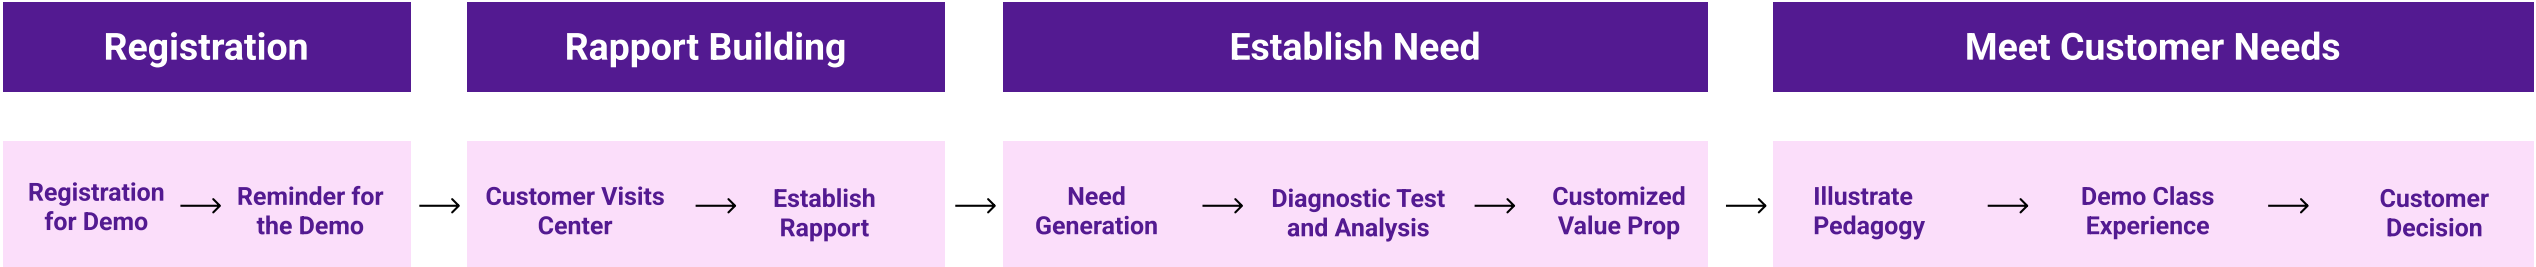 Registration
Rapport Building
Establish Need
Meet Customer Needs
Registration
for Demo
Reminder for
the Demo
Customer Visits
Center
Establish
Rapport
Need
Generation
Diagnostic Test
and Analysis
Customized
Value Prop
Illustrate
Pedagogy
Demo Class
Experience
Customer
Decision